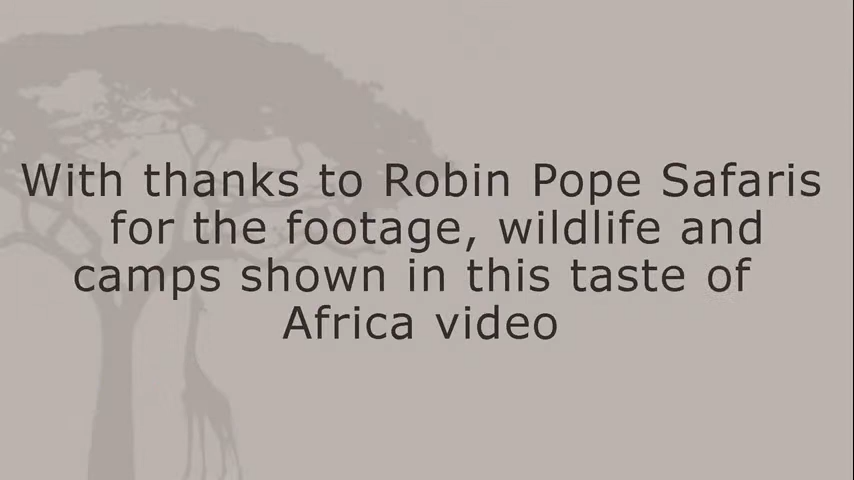 With thanks to Robin Pope Safaris
for the footage, wildlife and
camps shown in this taste of
Africa video